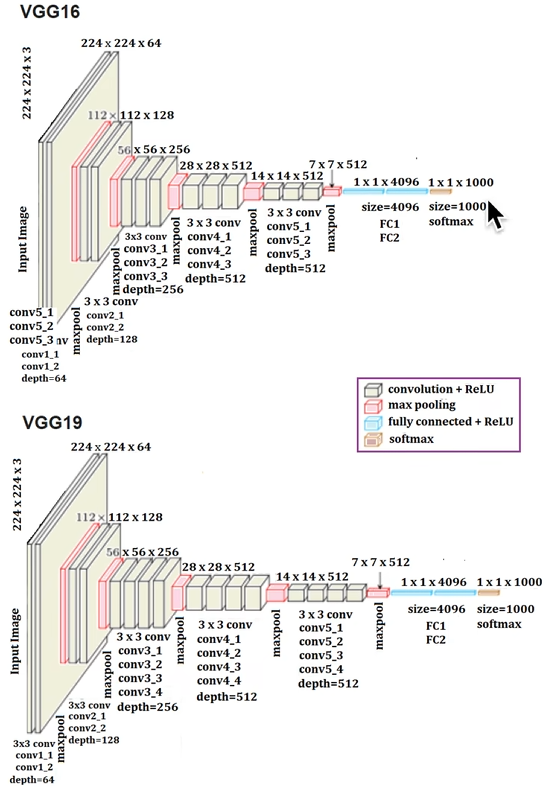 VGG16
224 x 224 x 3
224 x 224 x 64
112 x 112 x 128
56 x 56 x 256
28 x 28 x 512
14 x 14 x 512
7 x 7 x 512
1 x 1 x 4096
1 x 1 x 1000
Input Image
conv5_1
conv5_2
conv5_3
conv1_1
conv1_2
depth=64
maxpool
3 x 3 conv
conv2_1
conv2_2
depth=128
maxpool
3x3 conv
conv3_1
conv3_2
conv3_3
depth=256
maxpool
3 x 3 conv
conv4_1
conv4_2
conv4_3
depth=512
maxpool
3 x 3 conv
conv5_1
conv5_2
conv5_3
depth=512
maxpool
size=4096
FC1
FC2
size=1000
softmax
convolution + ReLU
max pooling
fully connected + ReLU
softmax
VGG19
224 x 224 x 3
224 x 224 x 64
112 x 112 x 128
56 x 56 x 256
28 x 28 x 512
14 x 14 x 512
7 x 7 x 512
1 x 1 x 4096
1 x 1 x 1000
Input Image
3x3 conv
conv1_1
conv1_2
depth=64
maxpool
3x3 conv
conv2_1
conv2_2
depth=128
maxpool
3 x 3 conv
conv3_1
conv3_2
conv3_3
conv3_4
depth=256
maxpool
3 x 3 conv
conv4_1
conv4_2
conv4_3
conv4_4
depth=512
maxpool
3 x 3 conv
conv5_1
conv5_2
conv5_3
conv5_4
depth=512
maxpool
size=4096
FC1
FC2
size=1000
softmax